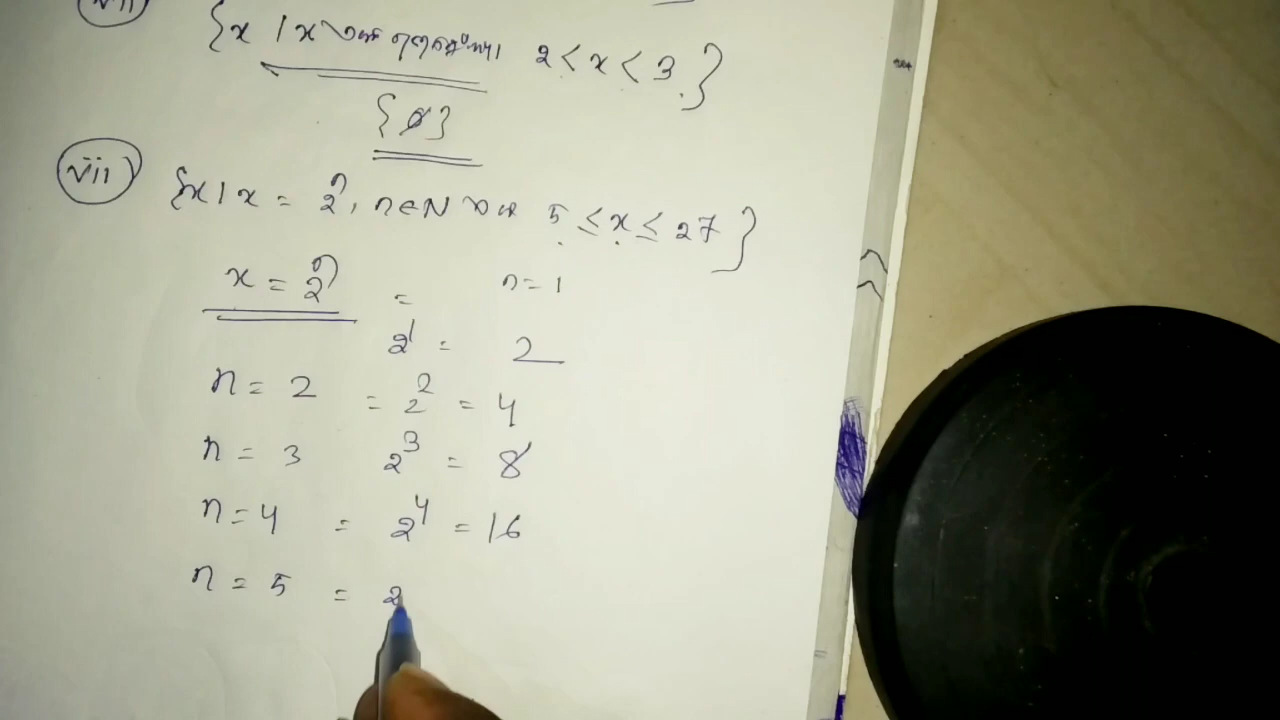 {x | x 2 < x < 3}
{ø}
vii) {x | x = 2ⁿ, n∈N এবং 5 ≤ x ≤ 27}
x = 2ⁿ = n = 1
2¹ = 2
n = 2 = 2² = 4
n = 3 2³ = 8
n = 4 = 2⁴ = 16
n = 5 = 2